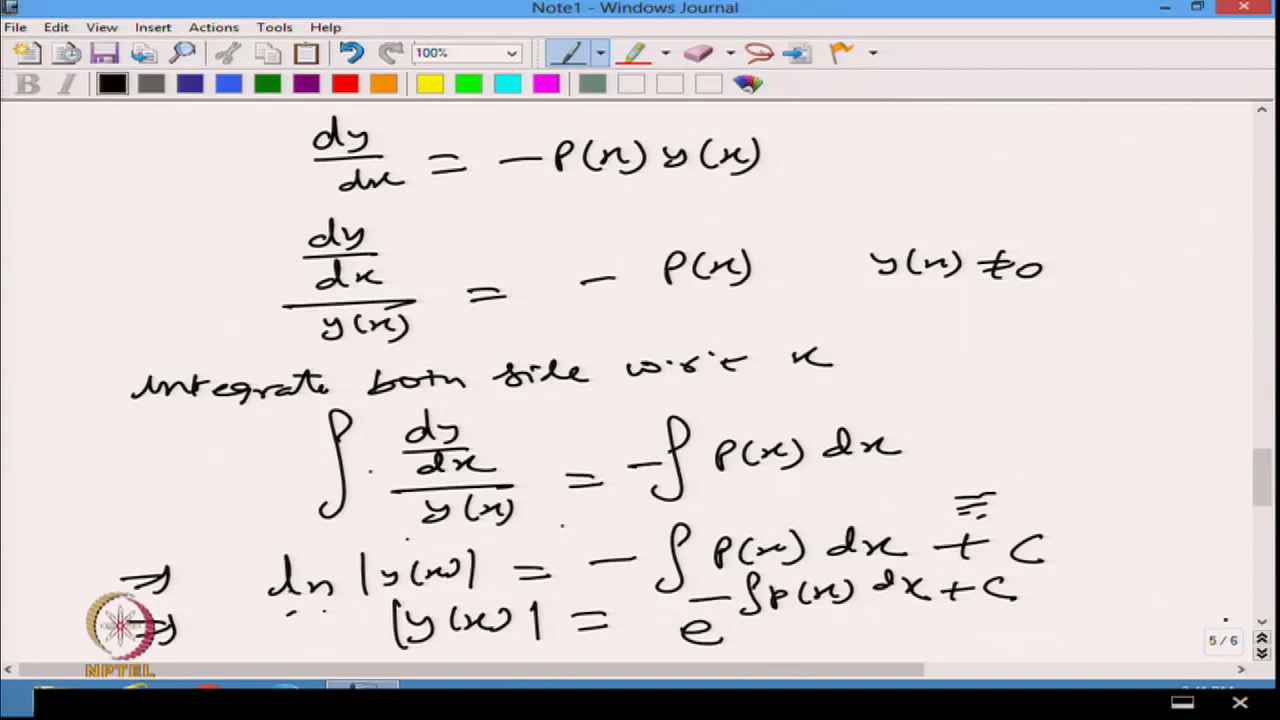 Note1 - Windows Journal
File Edit View Insert Actions Tools Help
100%
B I
dy/dx = - P(x) y(x)
(dy/dx)/y(x) = - P(x) y(x) ≠ 0
Integrate both side w.r.t x
∫ (dy/dx)/y(x) = -∫ P(x) dx
⇒ ln |y(x)| = - ∫ P(x) dx + C
⇒ |y(x)| = e^{-∫P(x) dx + C}
NPTEL
5/6